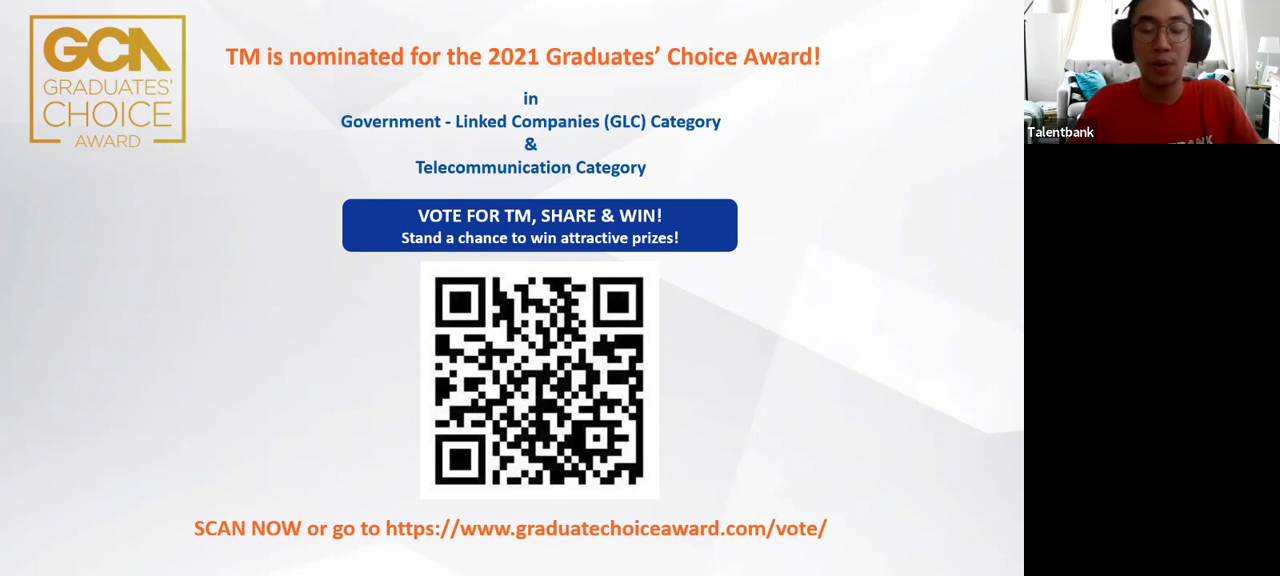 GCA
GRADUATES'
CHOICE
AWARD
TM is nominated for the 2021 Graduates’ Choice Award!
in
Government - Linked Companies (GLC) Category
&
Telecommunication Category
VOTE FOR TM, SHARE & WIN!
Stand a chance to win attractive prizes!
SCAN NOW or go to https://www.graduatechoiceaward.com/vote/
Talentbank